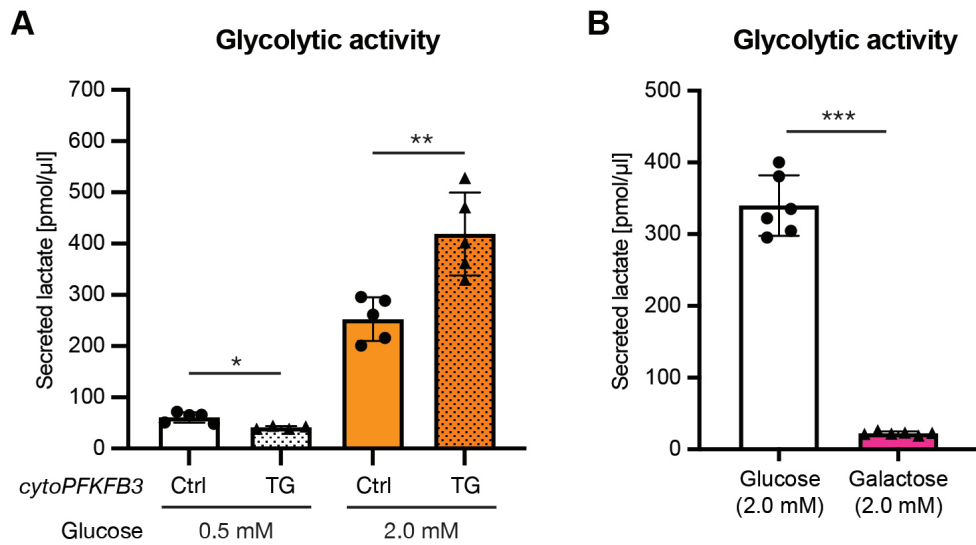 A
Glycolytic activity
Secreted lactate [pmol/µl]
700
600
500
400
300
200
100
0
*
**
cytoPFKFB3 Ctrl TG Ctrl TG
Glucose 0.5 mM 2.0 mM
B
Glycolytic activity
Secreted lactate [pmol/µl]
500
400
300
200
100
0
***
Glucose Galactose
(2.0 mM) (2.0 mM)